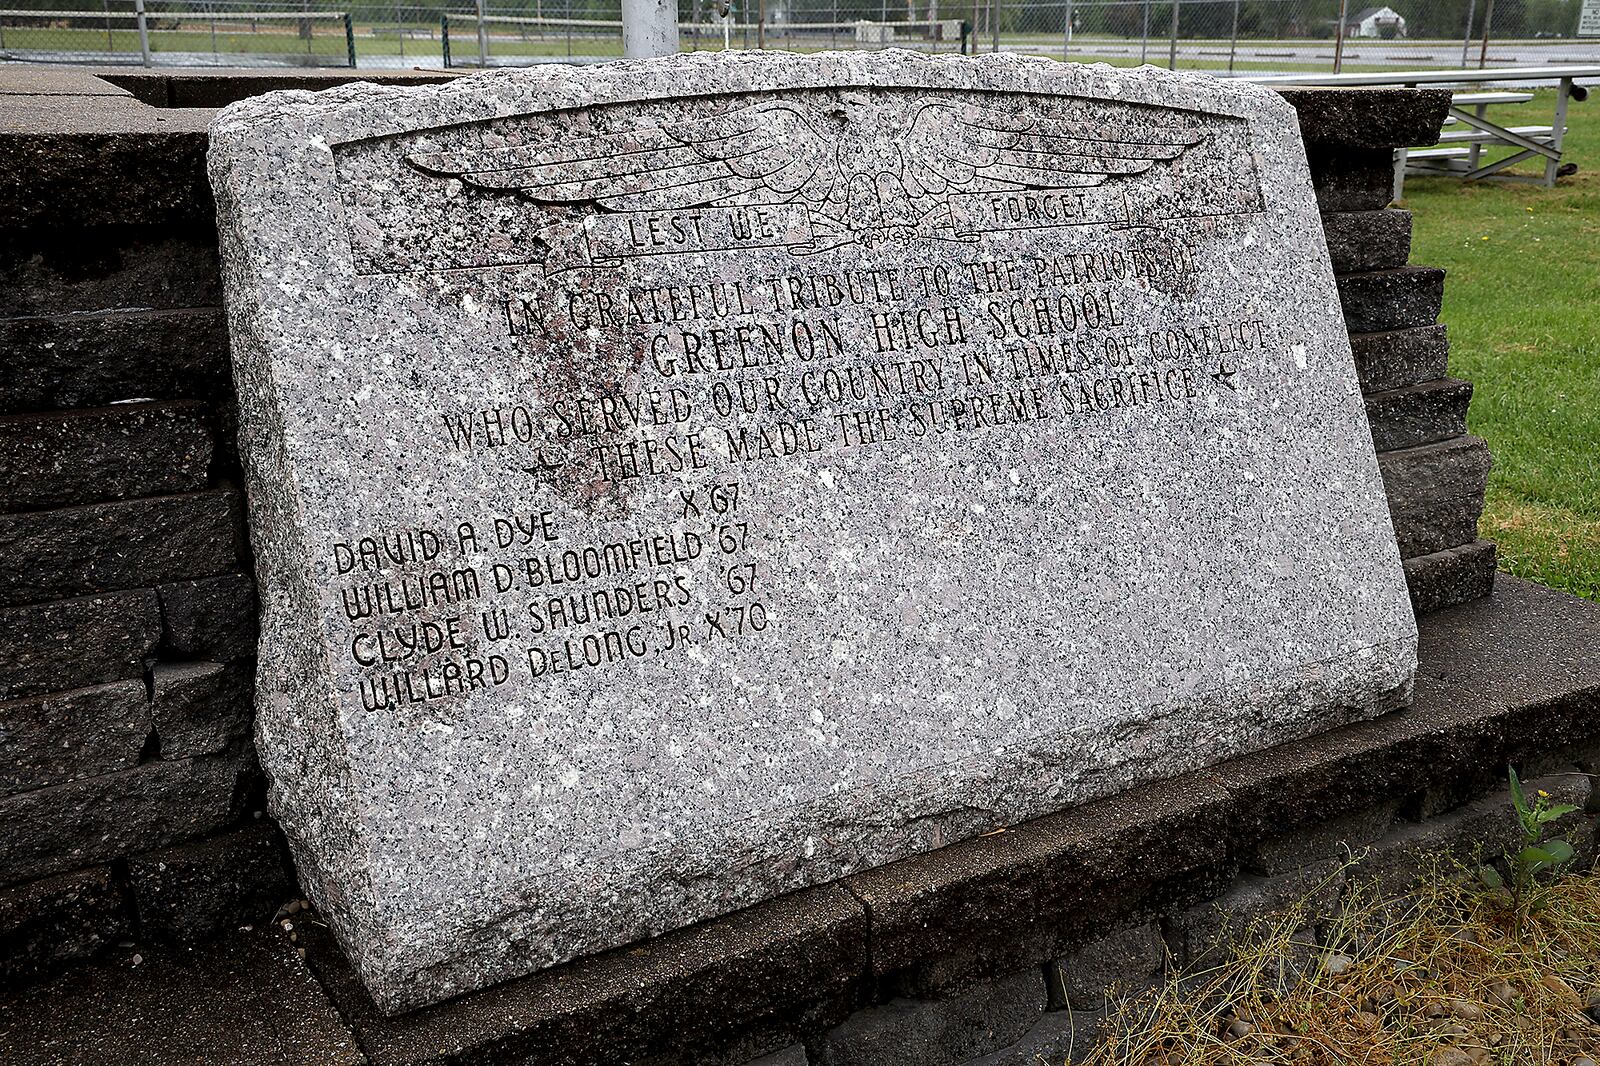 LEST WE FORGET
IN GRATEFUL TRIBUTE TO THE PATRIOTS OF
GREENON HIGH SCHOOL
WHO SERVED OUR COUNTRY IN TIMES OF CONFLICT
★ THESE MADE THE SUPREME SACRIFICE ★
DAVID A. DYE X 67
WILLIAM D. BLOOMFIELD '67
CLYDE W. SAUNDERS '67
WILLARD DeLONG, JR X'70